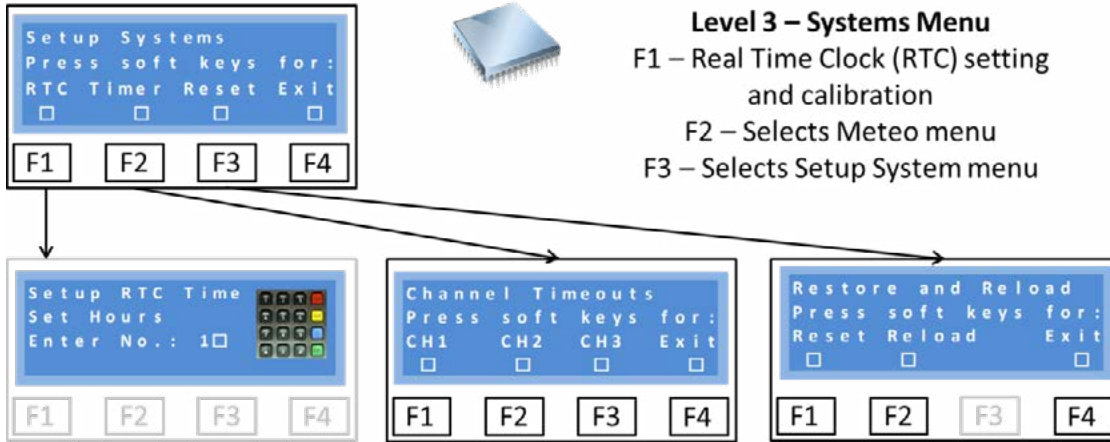 Setup Systems
Press soft keys for:
RTC Timer Reset Exit
F1 F2 F3 F4
Level 3 – Systems Menu
F1 – Real Time Clock (RTC) setting
and calibration
F2 – Selects Meteo menu
F3 – Selects Setup System menu
Setup RTC Time
Set Hours
Enter No.: 1
F1 F2 F3 F4
Channel Timeouts
Press soft keys for:
CH1 CH2 CH3 Exit
F1 F2 F3 F4
Restore and Reload
Press soft keys for:
Reset Reload Exit
F1 F2 F3 F4